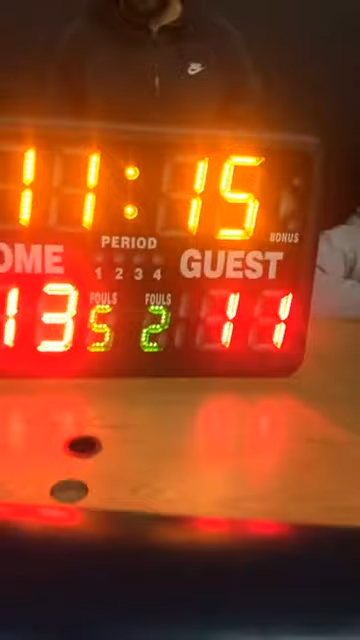 11:15
BONUS
PERIOD
OME
1 2 3 4
GUEST
FOULS
FOULS
13
5
2
11